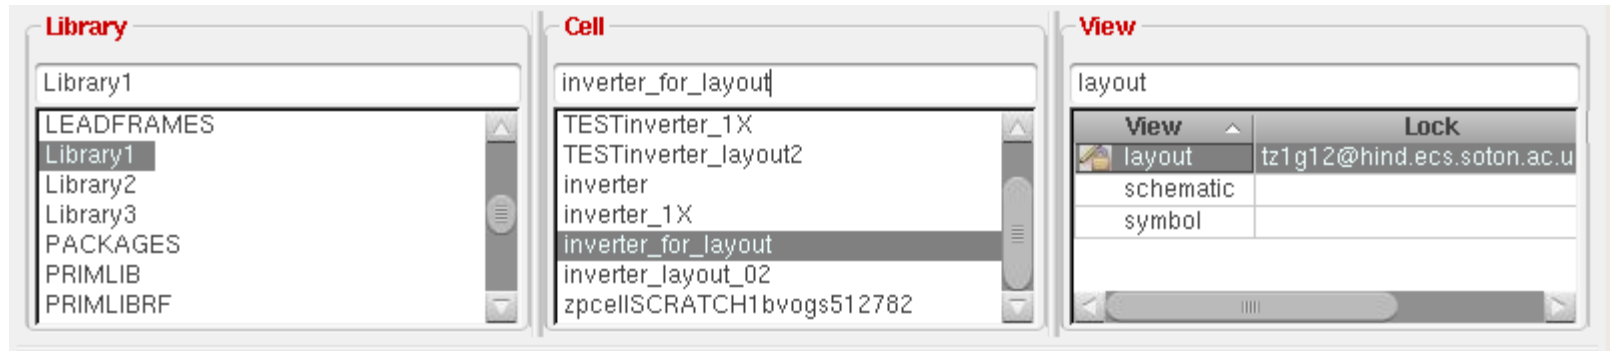 Library
Library1
LEADFRAMES
Library1
Library2
Library3
PACKAGES
PRIMLIB
PRIMLIBRF
Cell
inverter_for_layout
TESTinverter_1X
TESTinverter_layout2
inverter
inverter_1X
inverter_for_layout
inverter_layout_02
zpcellSCRATCH1bvogs512782
View
layout
View Lock
layout tz1g12@hind.ecs.soton.ac.u
schematic
symbol